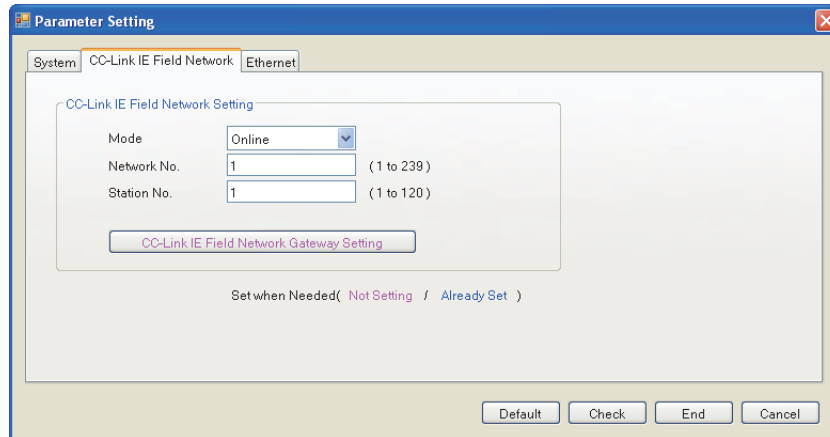 Parameter Setting
System CC-Link IE Field Network Ethernet
CC-Link IE Field Network Setting
Mode Online
Network No. 1 ( 1 to 239 )
Station No. 1 ( 1 to 120 )
CC-Link IE Field Network Gateway Setting
Set when Needed( Not Setting / Already Set )
Default Check End Cancel